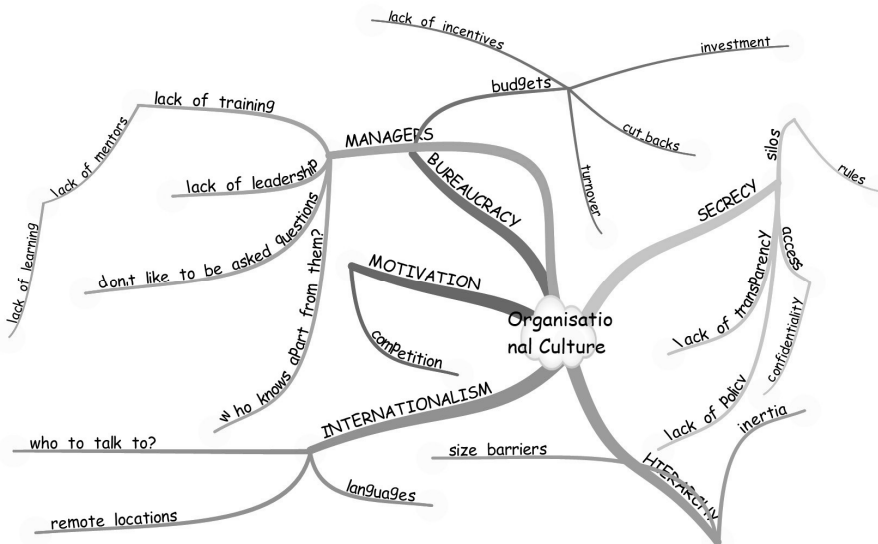 lack of incentives
investment
budgets
cut.backs
turnover
MANAGERS
lack of training
lack of mentors
lack of learning
lack of leadership
don.t like to be asked questions
who knows apart from them?
BUREAUCRACY
MOTIVATION
competition
Organisatio
nal Culture
SECRECY
silos
rules
access
confidentiality
lack of transparency
lack of policy
INTERNATIONALISM
who to talk to?
remote locations
languages
HIERARCHY
size barriers
inertia